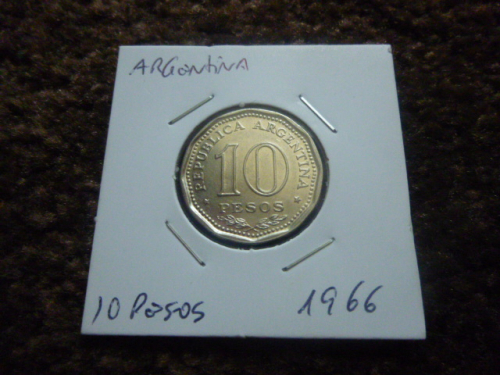 ARGentinA
REPUBLICA ARGENTINA
10
PESOS
10 Pesos
1966